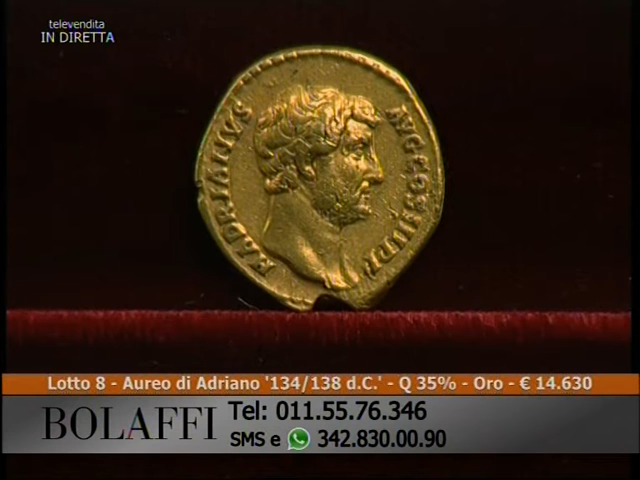 televendita
IN DIRETTA
HADRIANVS
AVG COS III P P
Lotto 8 - Aureo di Adriano '134/138 d.C.' - Q 35% - Oro - € 14.630
BOLAFFI
Tel: 011.55.76.346
SMS e 342.830.00.90